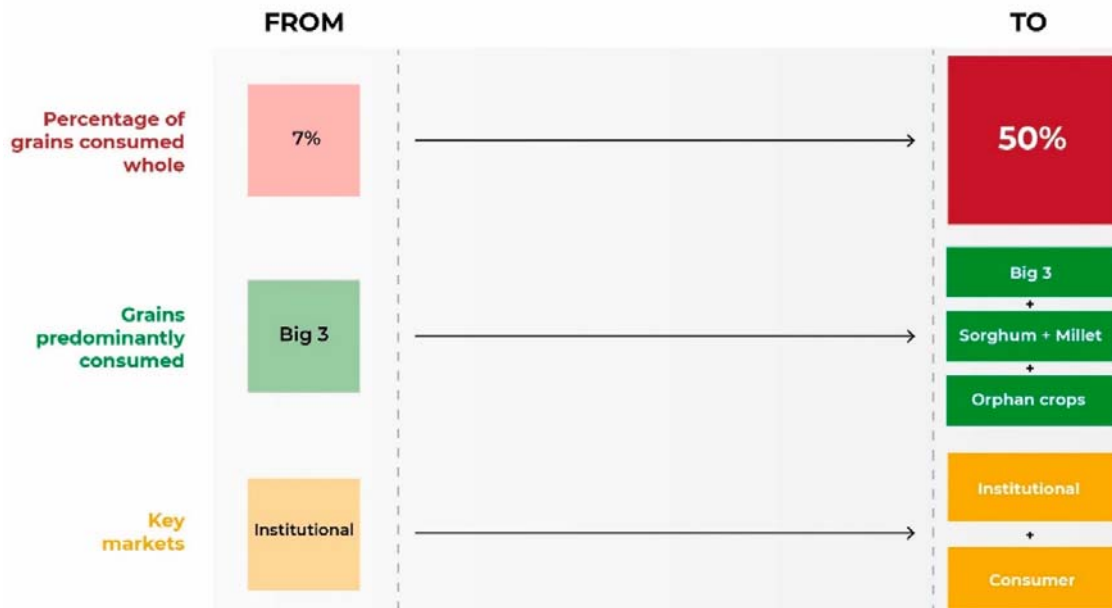 FROM
TO
Percentage of
grains consumed
whole
7%
50%
Grains
predominantly
consumed
Big 3
Big 3
+
Sorghum + Millet
+
Orphan crops
Key
markets
Institutional
Institutional
+
Consumer